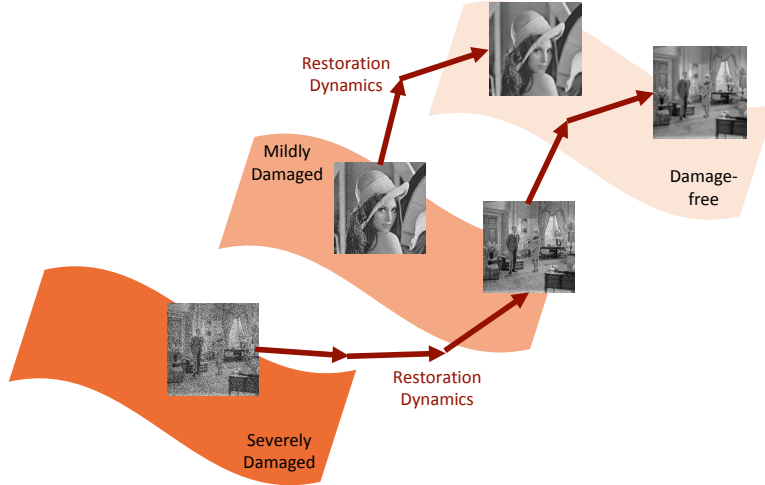 Restoration
Dynamics
Mildly
Damaged
Damage-
free
Restoration
Dynamics
Severely
Damaged